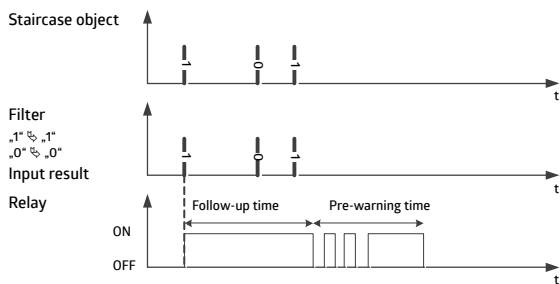 Staircase object
1 0 1
t
Filter
„1“ ⇘ „1“
„0“ ⇘ „0“
Input result
1 0 1
t
Relay
Follow-up time Pre-warning time
ON
OFF
t